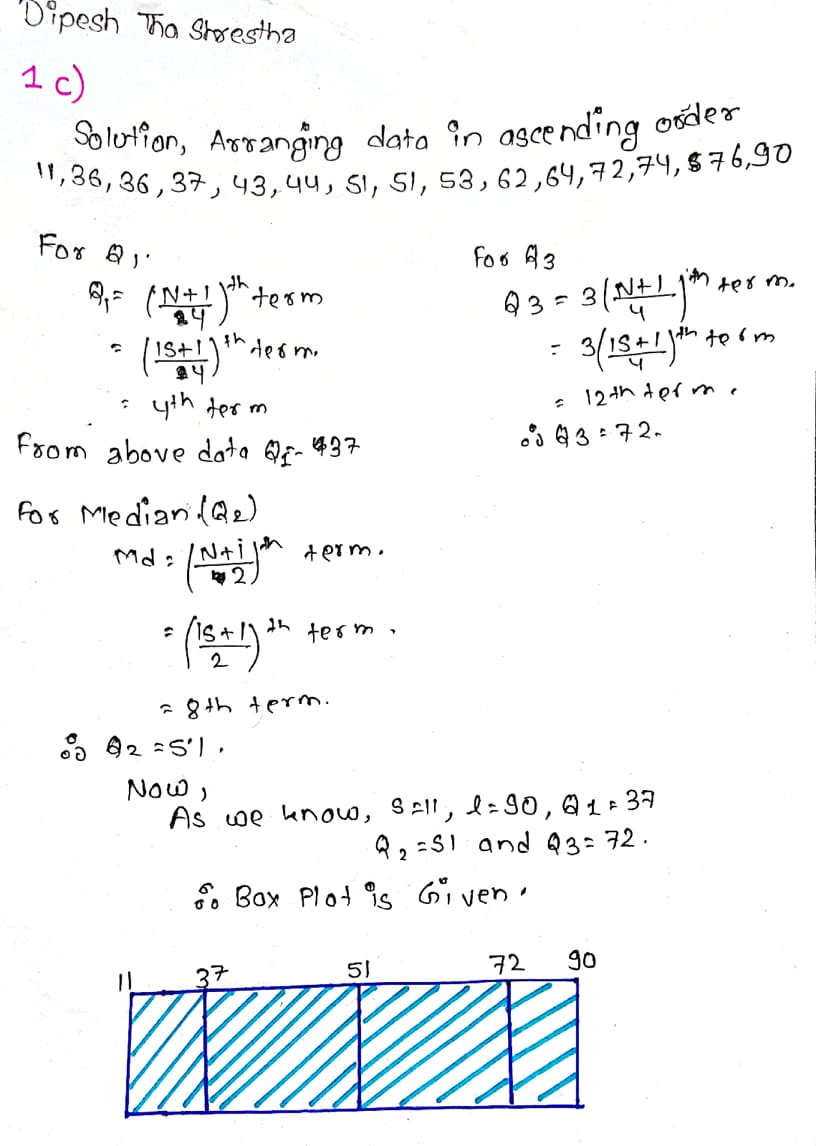 Dipesh Tha Shrestha
1 c)
Solution, Arranging data in ascending order
11, 36, 36, 37, 43, 44, 51, 51, 53, 62, 64, 72, 74, 76, 90
For Q1.
Q1 = (N+1/4)th term
= (15+1/4)th term.
= 4th term
From above data Q1 = 37
For Q3
Q3 = 3(N+1/4)th term.
= 3(15+1/4)th term
= 12th term.
∴ Q3 = 72.
For Median (Q2)
Md = (N+1/2)th term.
= (15+1/2)th term.
= 8th term.
∴ Q2 = 51.
Now,
As we know, S=11, l=90, Q1=37
Q2=51 and Q3=72.
∴ Box Plot is Given.
11 37 51 72 90